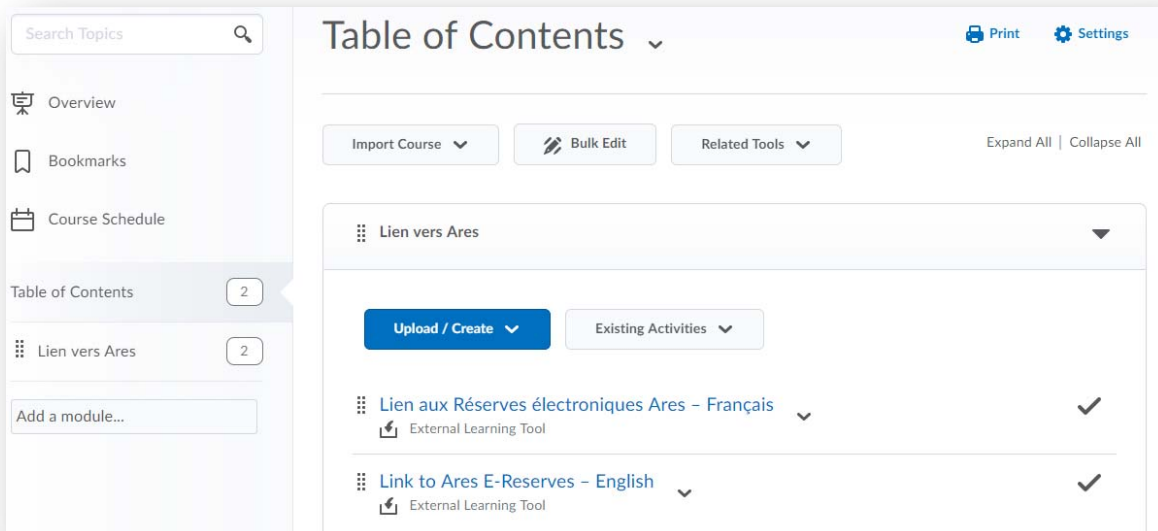 Search Topics
Overview
Bookmarks
Course Schedule
Table of Contents 2
Lien vers Ares 2
Add a module...
Table of Contents
Print Settings
Import Course Bulk Edit Related Tools Expand All | Collapse All
Lien vers Ares
Upload / Create Existing Activities
Lien aux Réserves électroniques Ares – Français
External Learning Tool
Link to Ares E-Reserves – English
External Learning Tool